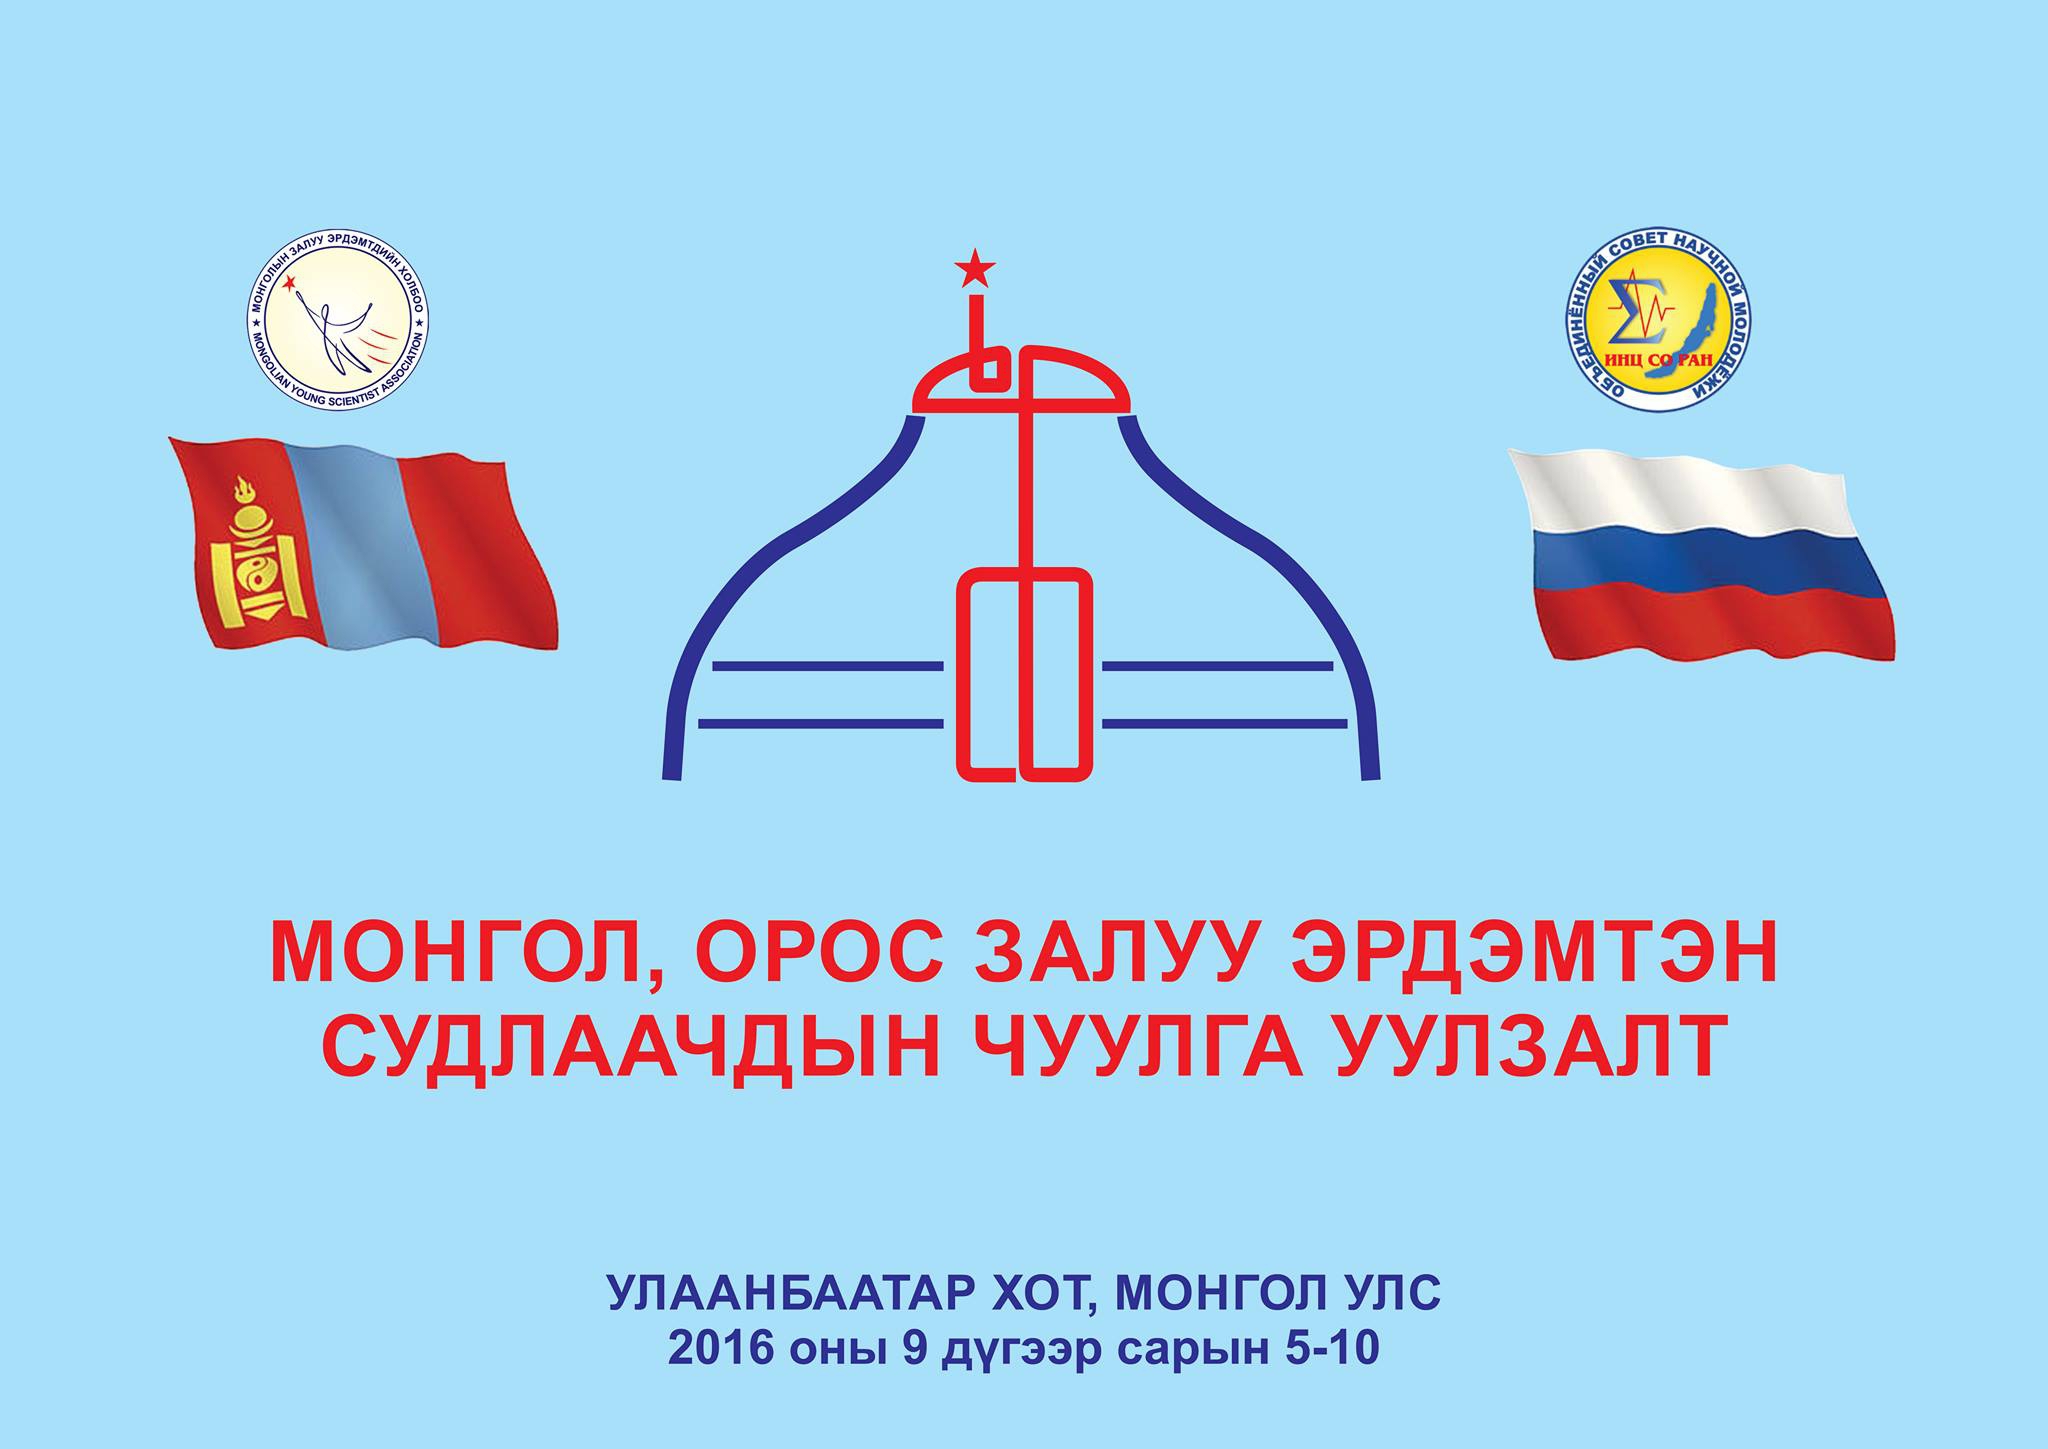 МОНГОЛЫН ЗАЛУУ ЭРДЭМТДИЙН ХОЛБОО
MONGOLIAN YOUNG SCIENTIST ASSOCIATION
ОБЪЕДИНЁННЫЙ СОВЕТ НАУЧНОЙ МОЛОДЁЖИ
Σ
ИНЦ СО РАН
МОНГОЛ, ОРОС ЗАЛУУ ЭРДЭМТЭН
СУДЛААЧДЫН ЧУУЛГА УУЛЗАЛТ
УЛААНБААТАР ХОТ, МОНГОЛ УЛС
2016 оны 9 дүгээр сарын 5-10